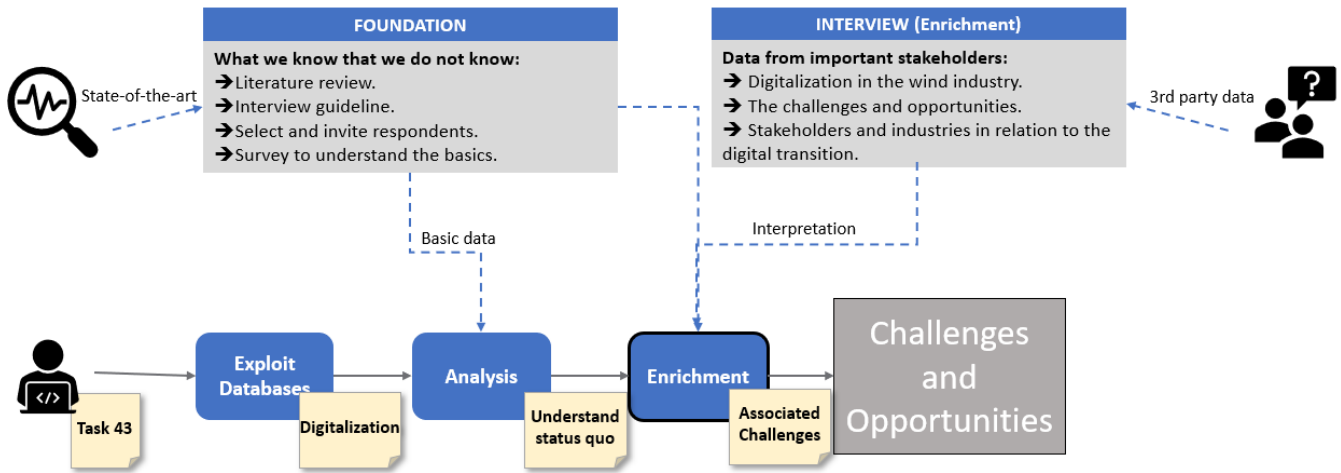 FOUNDATION
What we know that we do not know:
➔Literature review.
➔Interview guideline.
➔Select and invite respondents.
➔Survey to understand the basics.
INTERVIEW (Enrichment)
Data from important stakeholders:
➔ Digitalization in the wind industry.
➔ The challenges and opportunities.
➔ Stakeholders and industries in relation to the
digital transition.
State-of-the-art
3rd party data
?
Basic data
Interpretation
</>
Task 43
Exploit
Databases
Digitalization
Analysis
Understand
status quo
Enrichment
Associated
Challenges
Challenges
and
Opportunities